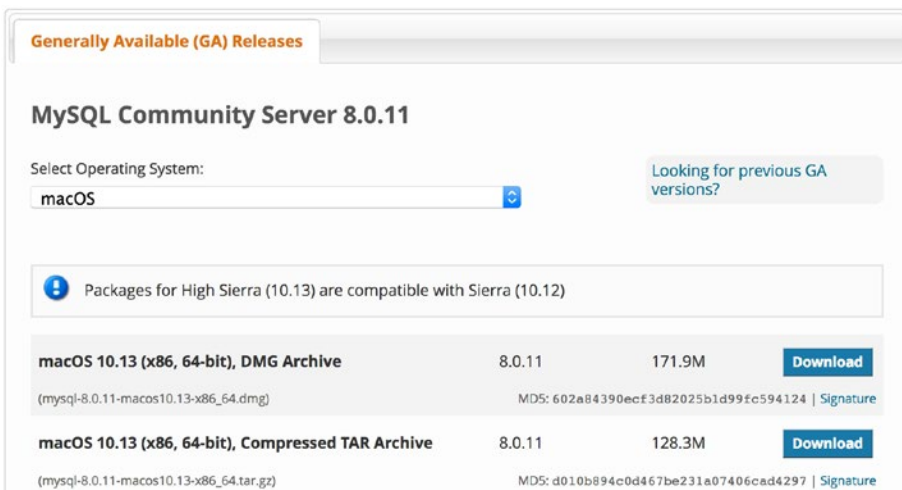 Generally Available (GA) Releases
MySQL Community Server 8.0.11
Select Operating System:
macOS
Looking for previous GA
versions?
Packages for High Sierra (10.13) are compatible with Sierra (10.12)
macOS 10.13 (x86, 64-bit), DMG Archive 8.0.11 171.9M Download
(mysql-8.0.11-macos10.13-x86_64.dmg) MD5: 602a84390ecf3d82025b1d99fc594124 | Signature
macOS 10.13 (x86, 64-bit), Compressed TAR Archive 8.0.11 128.3M Download
(mysql-8.0.11-macos10.13-x86_64.tar.gz) MD5: d010b894c0d467be231a07406cad4297 | Signature